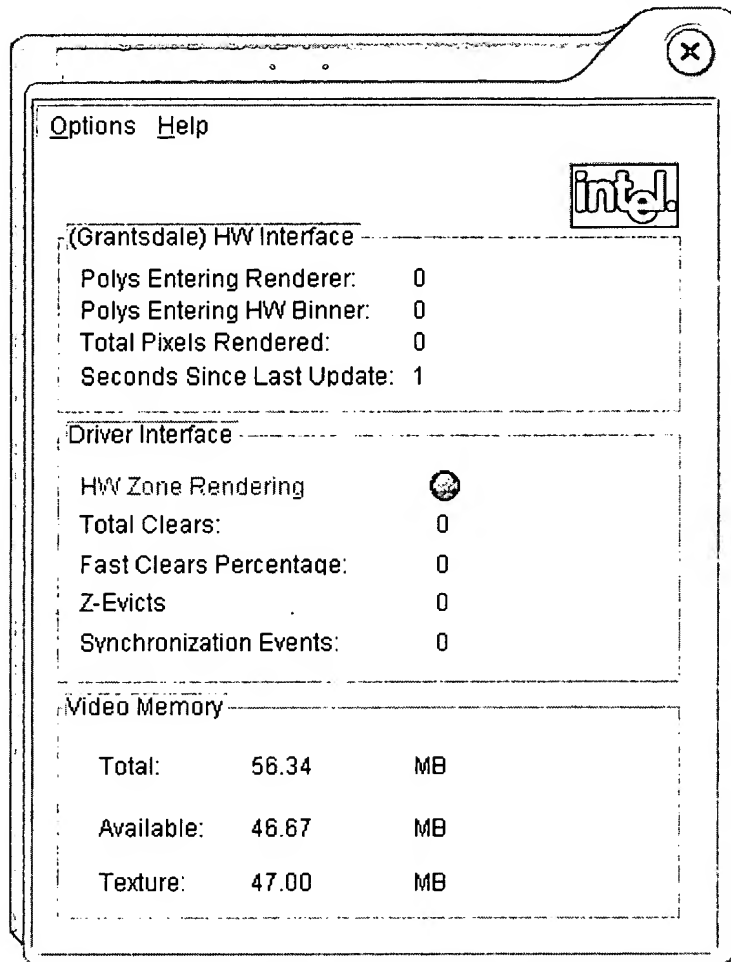 Options Help
intel.
(Grantsdale) HW Interface
Polys Entering Renderer: 0
Polys Entering HW Binner: 0
Total Pixels Rendered: 0
Seconds Since Last Update: 1
Driver Interface
HW Zone Rendering
Total Clears: 0
Fast Clears Percentage: 0
Z-Evicts 0
Synchronization Events: 0
Video Memory
Total: 56.34 MB
Available: 46.67 MB
Texture: 47.00 MB